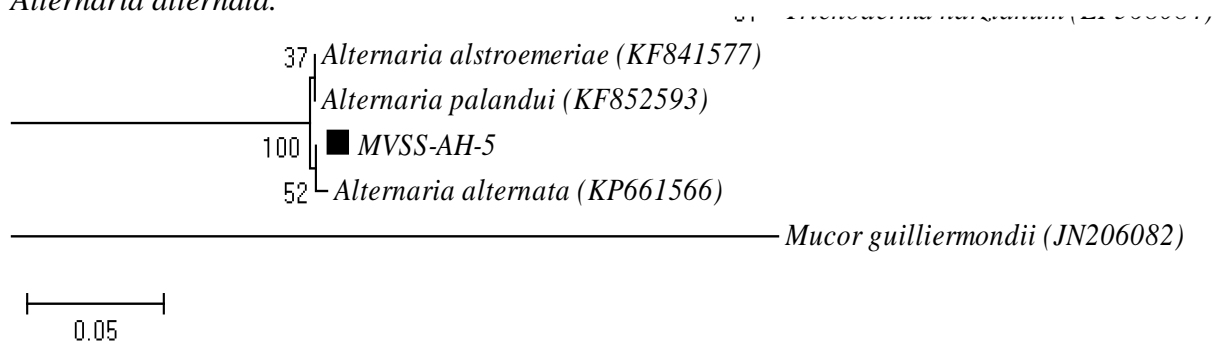 Alternaria alternata.
37 Alternaria alstroemeriae (KF841577)
Alternaria palandui (KF852593)
100 MVSS-AH-5
52 Alternaria alternata (KP661566)
Mucor guilliermondii (JN206082)
0.05